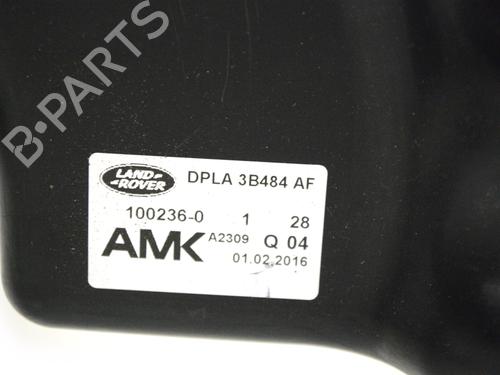 B-PARTS
LAND-
-ROVER
DPLA 3B484 AF
100236-0 1 28
AMK A2309 Q 04
01.02.2016